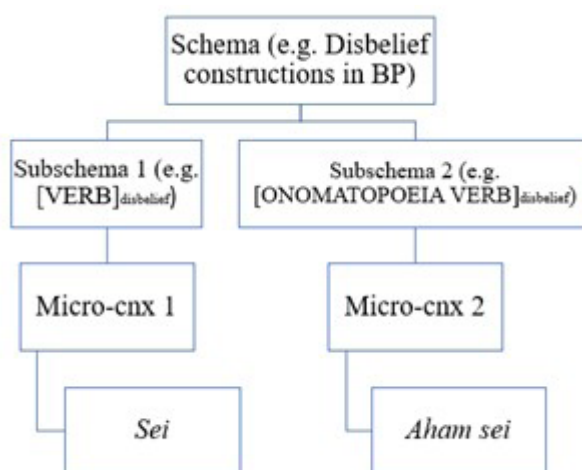 Schema (e.g. Disbelief
constructions in BP)
Subschema 1 (e.g.
[VERB]disbelief)
Subschema 2 (e.g.
[ONOMATOPOEIA VERB]disbelief)
Micro-cnx 1
Micro-cnx 2
Sei
Aham sei